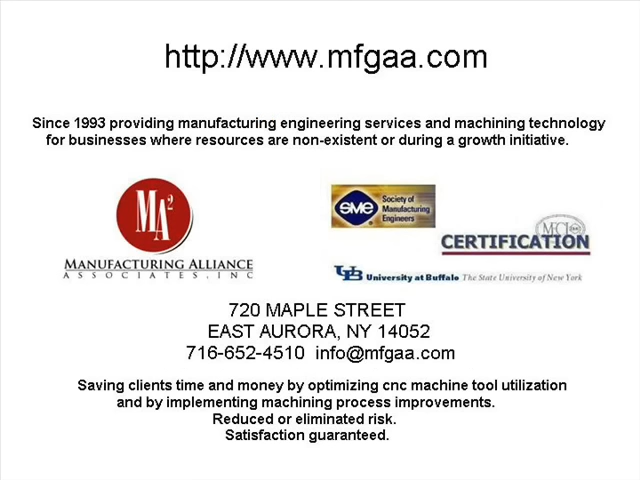 http://www.mfgaa.com
Since 1993 providing manufacturing engineering services and machining technology
for businesses where resources are non-existent or during a growth initiative.
MA2
MANUFACTURING ALLIANCE
ASSOCIATES, INC
SME
Society of
Manufacturing
Engineers
CERTIFICATION
UB University at Buffalo The State University of New York
720 MAPLE STREET
EAST AURORA, NY 14052
716-652-4510 info@mfgaa.com
Saving clients time and money by optimizing cnc machine tool utilization
and by implementing machining process improvements.
Reduced or eliminated risk.
Satisfaction guaranteed.